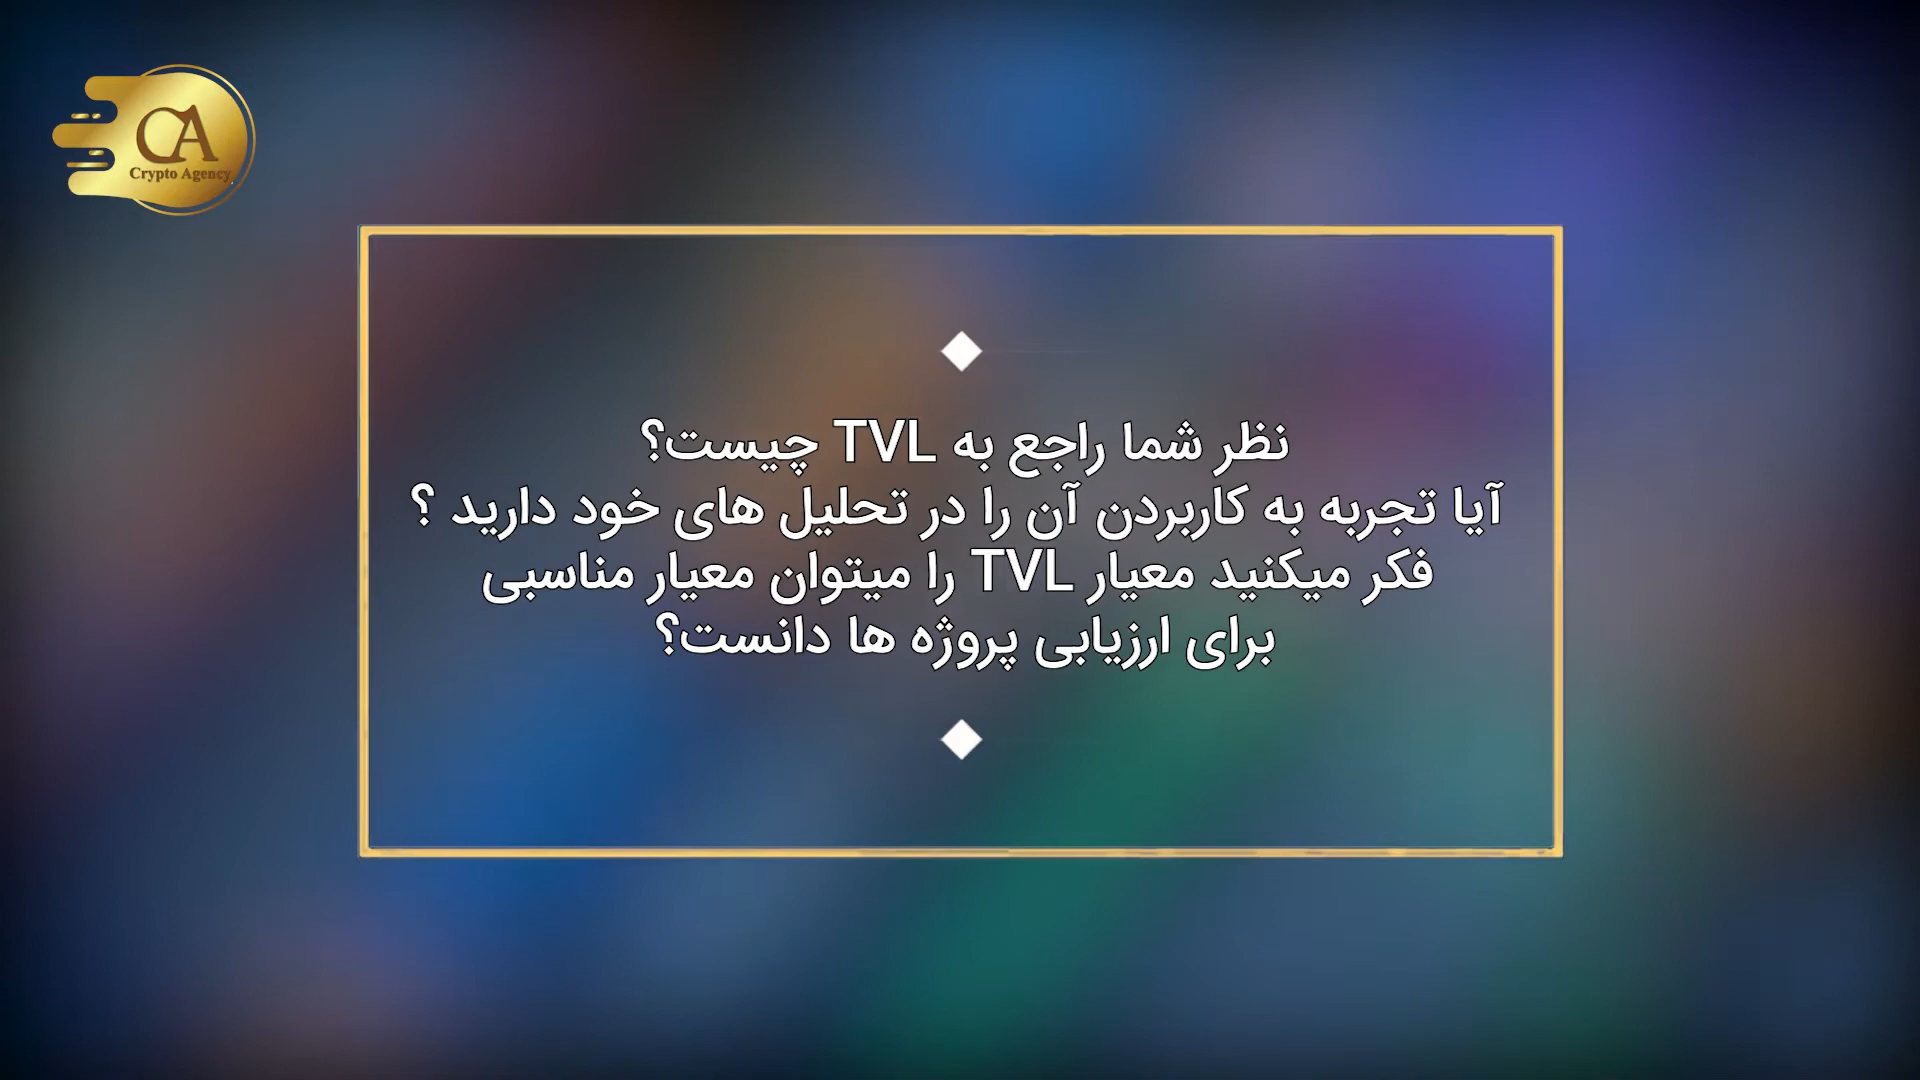 CA
Crypto Agency
نظر شما راجع به TVL چیست؟
آیا تجربه به کاربردن آن را در تحلیل های خود دارید ؟
فکر میکنید معیار TVL را میتوان معیار مناسبی
برای ارزیابی پروژه ها دانست؟